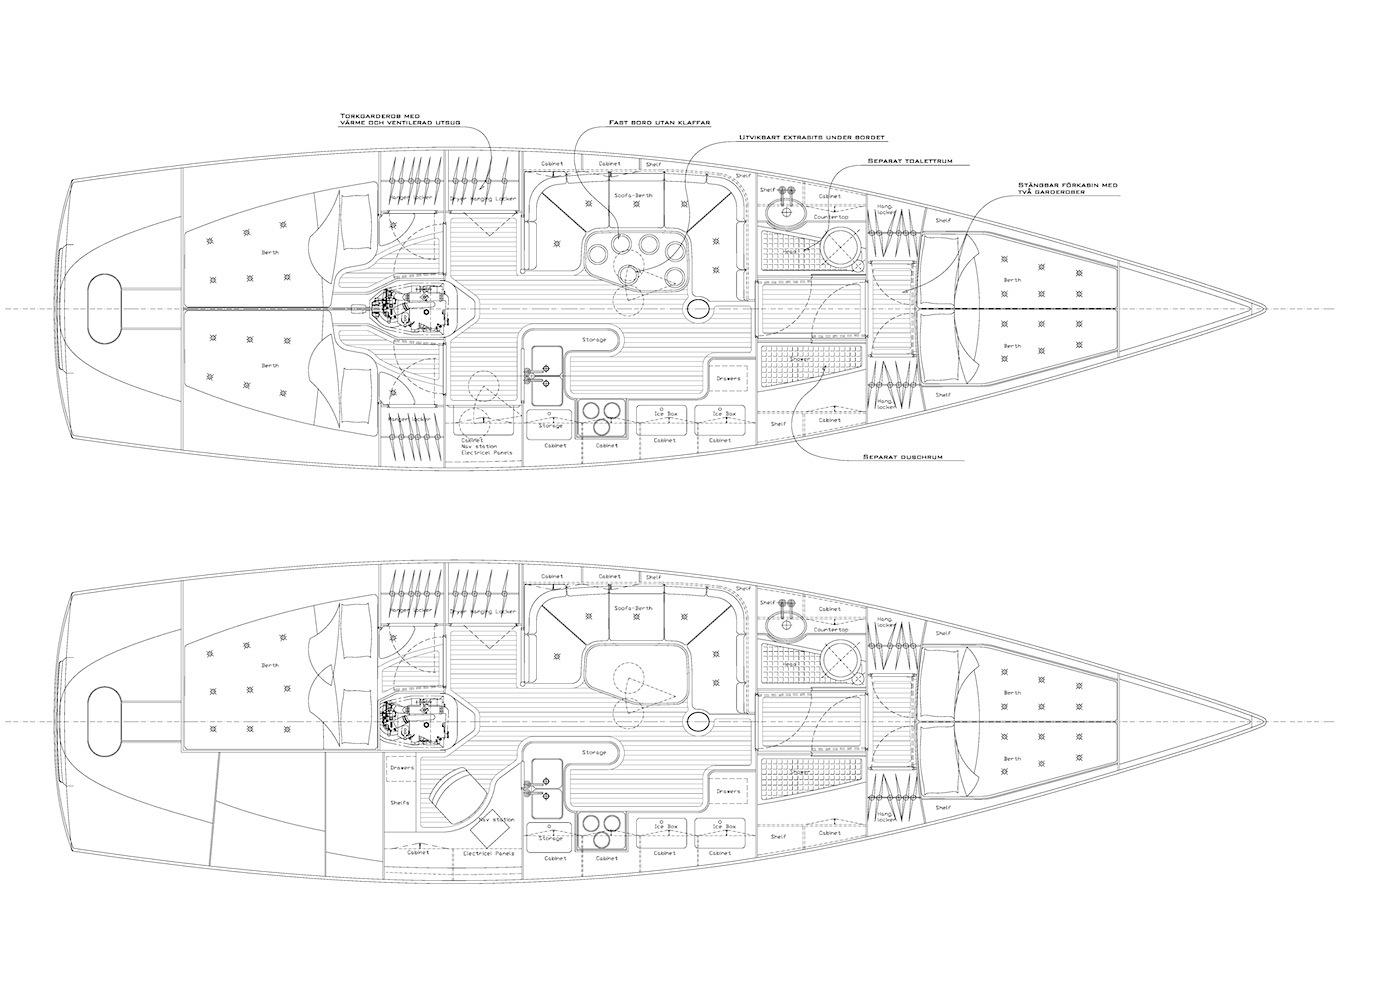 TORKGARDEROB MED
VÄRME OCH VENTILERAD UTSUG
FAST BORD UTAN KLAFFAR
UTVIKBART EXTRASITS UNDER BORDET
SEPARAT TOALETTRUM
STÄNGBAR FÖRKABIN MED
TVÅ GARDEROBER
Cabinet
Cabinet
Shelf
Shelf
Hanger locker
Dryer Hanging Locker
Soofa-Berth
Shelf
Cabinet
Countertop
Hang.
locker
Shelf
Head
Berth
Berth
Berth
Berth
Storage
Shower
Drawers
Hanger locker
Storage
Ice Box
Ice Box
Cabinet
Nav station
Electrical Panels
Cabinet
Cabinet
Cabinet
Cabinet
Shelf
Cabinet
Hang.
locker
Shelf
SEPARAT DUSCHRUM
Cabinet
Cabinet
Shelf
Shelf
Hanger locker
Dryer Hanging Locker
Soofa-Berth
Shelf
Cabinet
Countertop
Hang.
locker
Shelf
Head
Berth
Berth
Berth
Storage
Drawers
Shelfs
Shower
Drawers
Nav station
Storage
Ice Box
Ice Box
Cabinet
Electrical Panels
Cabinet
Cabinet
Cabinet
Cabinet
Shelf
Cabinet
Hang.
locker
Shelf